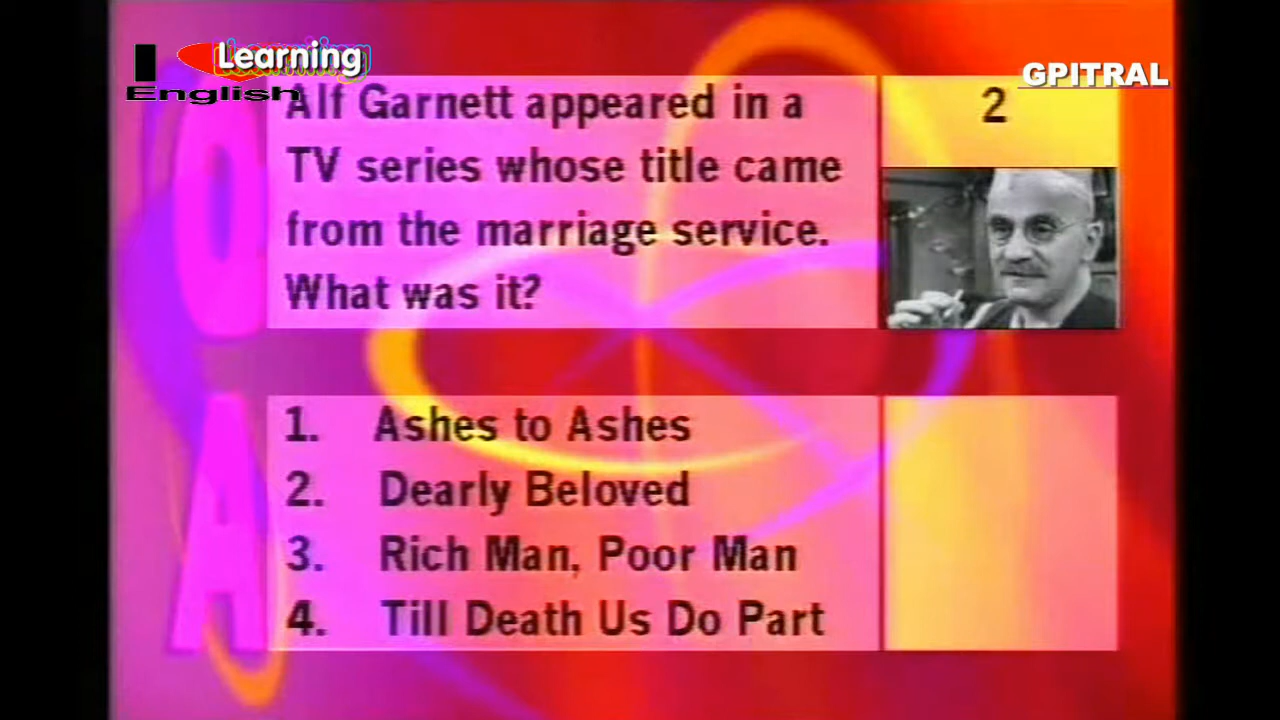 I Learning
English
GPITRAL
Q
Alf Garnett appeared in a
TV series whose title came
from the marriage service.
What was it?
2
A
1. Ashes to Ashes
2. Dearly Beloved
3. Rich Man, Poor Man
4. Till Death Us Do Part